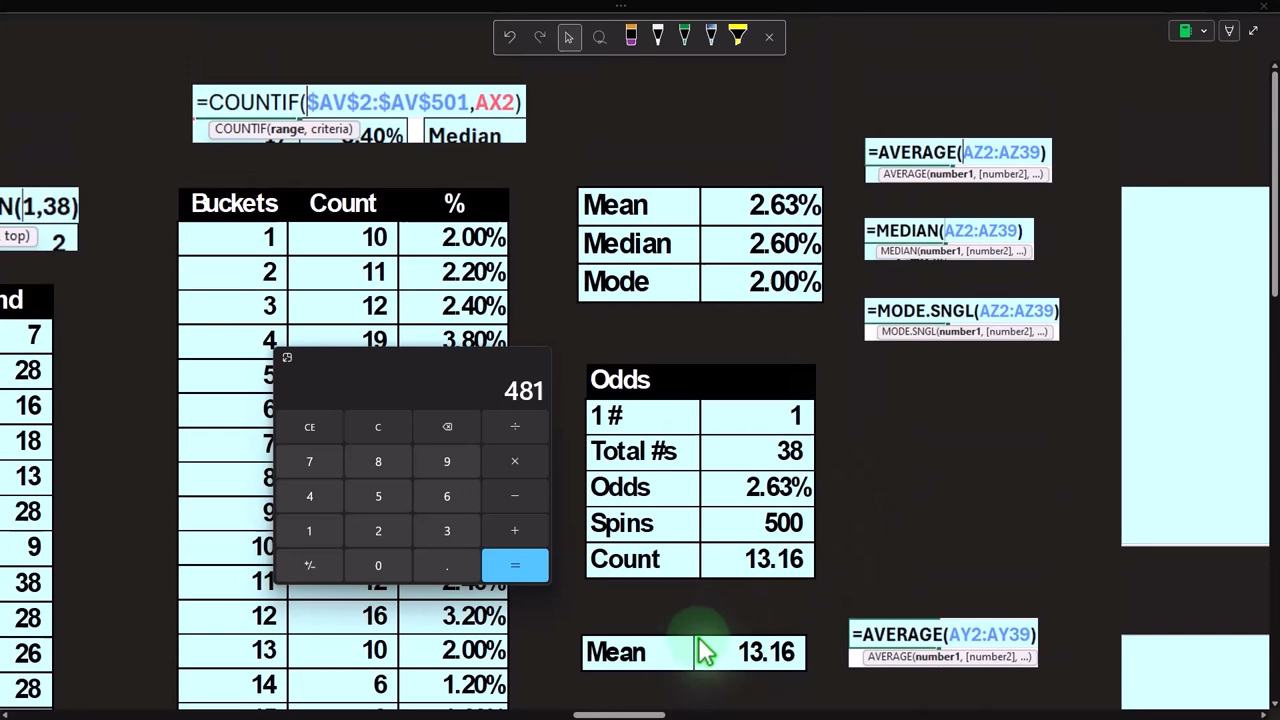 =COUNTIF($AV$2:$AV$501,AX2)
COUNTIF(range, criteria)
Median
=AVERAGE(AZ2:AZ39)
AVERAGE(number1, [number2], ...)
N(1,38)
top)
2
=MEDIAN(AZ2:AZ39)
MEDIAN(number1, [number2], ...)
=MODE.SNGL(AZ2:AZ39)
MODE.SNGL(number1, [number2], ...)
nd
7
28
16
18
13
28
9
38
28
26
28
Buckets Count %
1 10 2.00%
2 11 2.20%
3 12 2.40%
4 19 3.80%
5
6
7
8
9
10
11
12 16 3.20%
13 10 2.00%
14 6 1.20%
481
CE C ÷
7 8 9 ×
4 5 6 −
1 2 3 +
+/− 0 . =
Mean 2.63%
Median 2.60%
Mode 2.00%
Odds
1 # 1
Total #s 38
Odds 2.63%
Spins 500
Count 13.16
Mean 13.16
=AVERAGE(AY2:AY39)
AVERAGE(number1, [number2], ...)